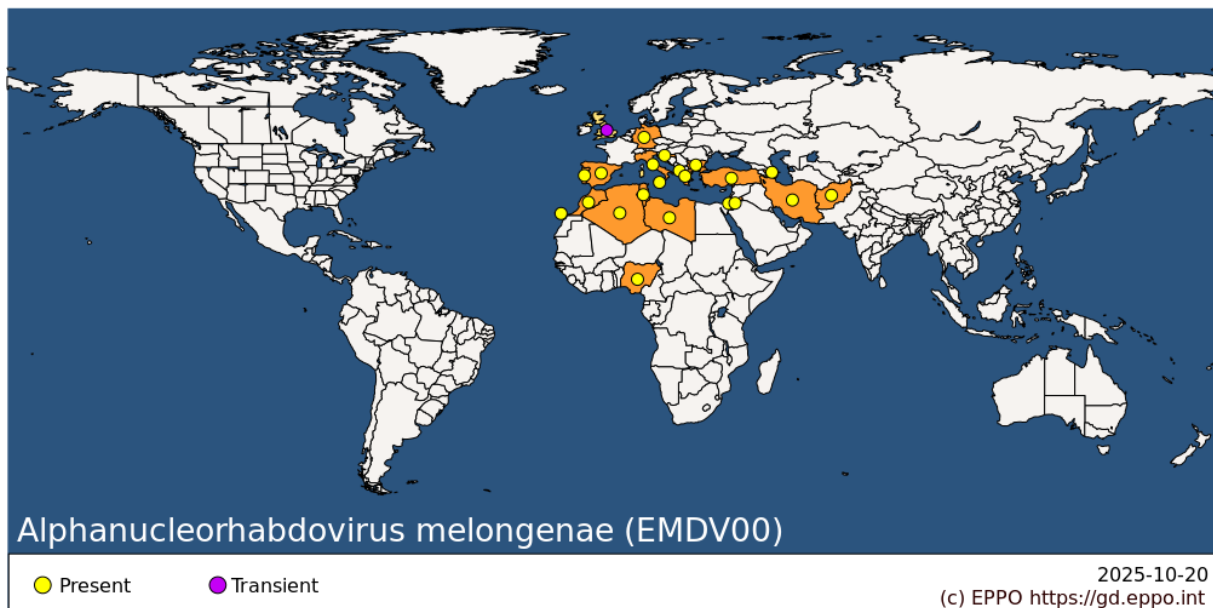 Alphanucleorhabdovirus melongenae (EMDV00)
Present
Transient
2025-10-20
(c) EPPO https://gd.eppo.int